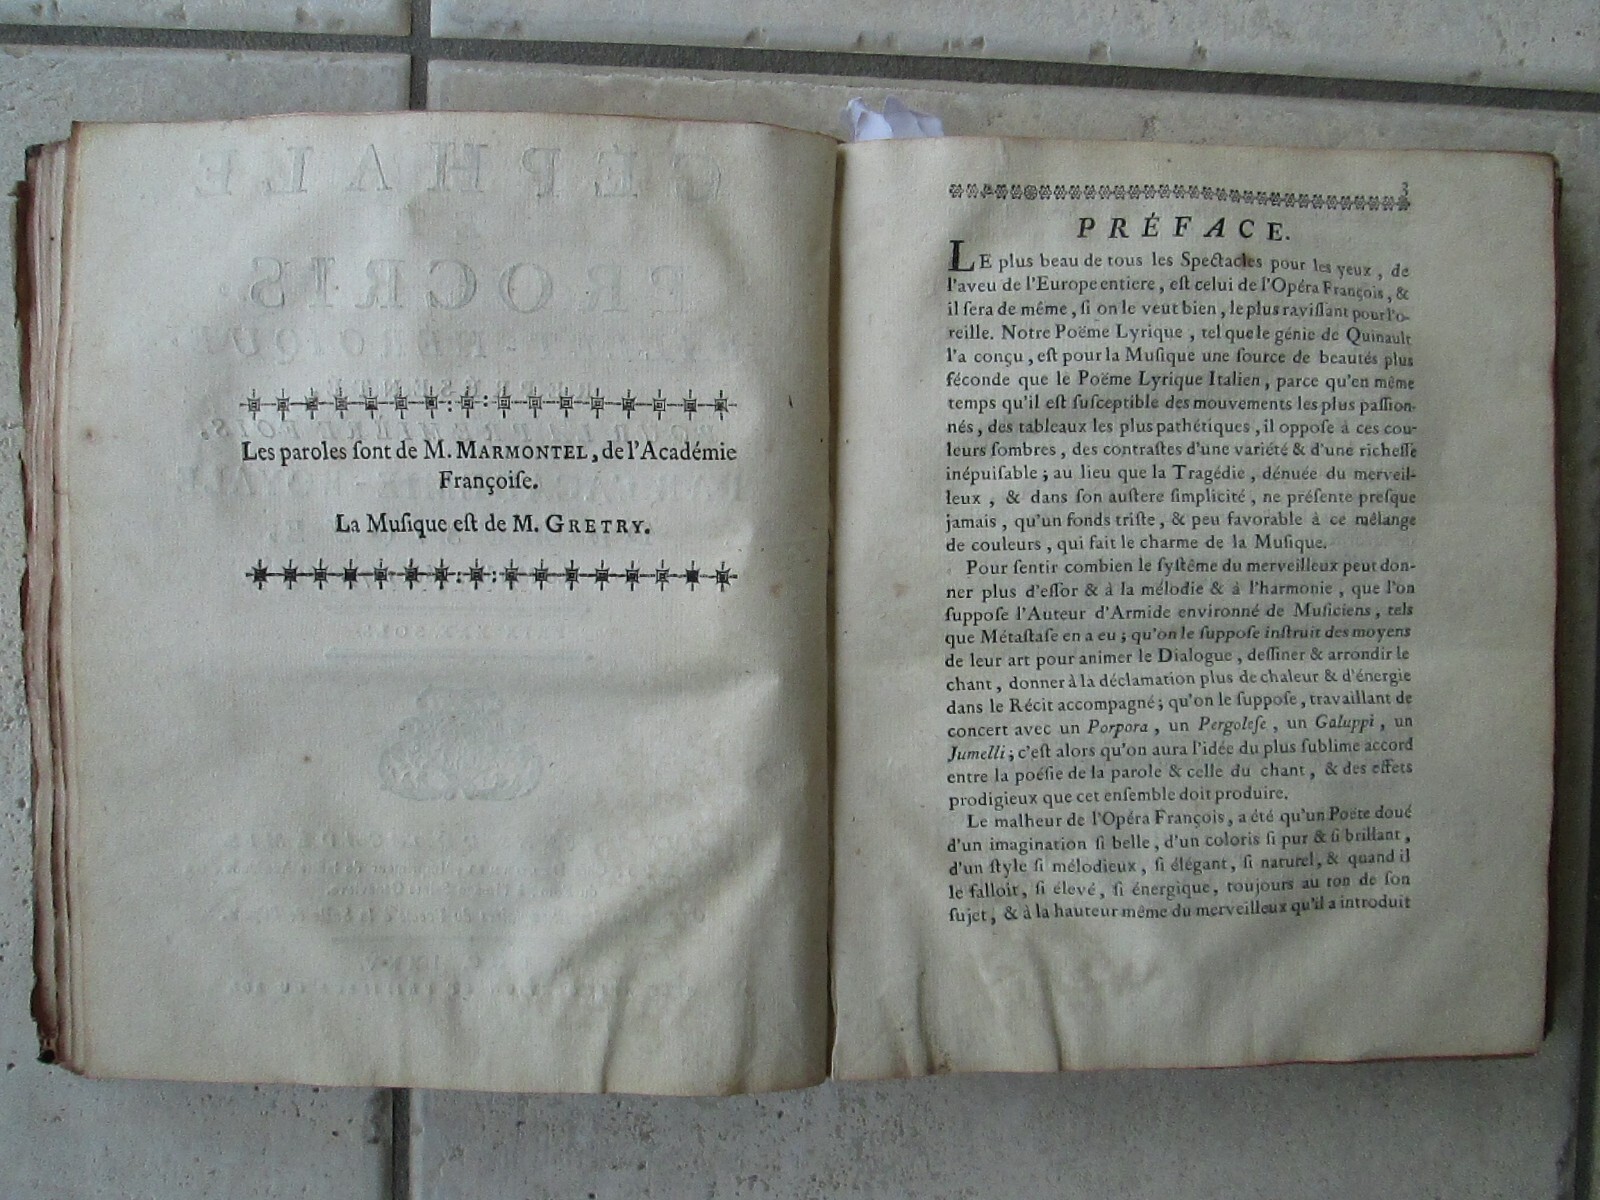 Les paroles ſont de M. MARMONTEL, de l'Académie
Françoiſe.
La Muſique eſt de M. GRETRY.
3
PRÉFACE.
LE plus beau de tous les Spectacles pour les yeux, de
l'aveu de l'Europe entiere, eſt celui de l'Opéra François, &
il ſera de même, ſi on le veut bien, le plus raviſſant pour l'o-
reille. Notre Poëme Lyrique, tel que le génie de Quinault
l'a conçu, eſt pour la Muſique une ſource de beautés plus
féconde que le Poëme Lyrique Italien, parce qu'en même
temps qu'il eſt ſuſceptible des mouvements les plus paſſion-
nés, des tableaux les plus pathétiques, il oppoſe à ces cou-
leurs ſombres, des contraſtes d'une variété & d'une richeſſe
inépuiſable; au lieu que la Tragédie, dénuée du merveil-
leux, & dans ſon auſtere ſimplicité, ne préſente preſque
jamais, qu'un fonds triſte, & peu favorable à ce mêlange
de couleurs, qui fait le charme de la Muſique.
Pour ſentir combien le ſyſtême du merveilleux peut don-
ner plus d'eſſor & à la mélodie & à l'harmonie, que l'on
ſuppoſe l'Auteur d'Armide environné de Muſiciens, tels
que Métaſtaſe en a eu; qu'on le ſuppoſe inſtruit des moyens
de leur art pour animer le Dialogue, deſſiner & arrondir le
chant, donner à la déclamation plus de chaleur & d'énergie
dans le Récit accompagné; qu'on le ſuppoſe, travaillant de
concert avec un Porpora, un Pergoleſe, un Galuppi, un
Jumelli; c'eſt alors qu'on aura l'idée du plus ſublime accord
entre la poéſie de la parole & celle du chant, & des effets
prodigieux que cet enſemble doit produire.
Le malheur de l'Opéra François, a été qu'un Poëte doué
d'un imagination ſi belle, d'un coloris ſi pur & ſi brillant,
d'un ſtyle ſi mélodieux, ſi élégant, ſi naturel, & quand il
le falloit, ſi élevé, ſi énergique, toujours au ton de ſon
ſujet, & à la hauteur même du merveilleux qu'il a introduit